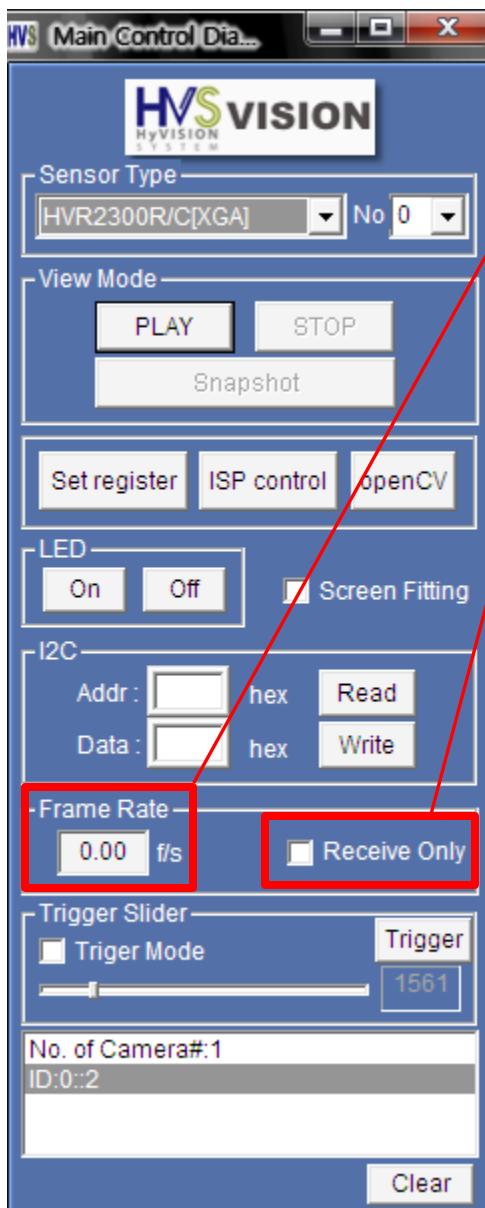 HVS Main Control Dia...
HVS VISION
HyVISION
SYSTEM
Sensor Type
HVR2300R/C[XGA] No 0
View Mode
PLAY STOP
Snapshot
Set register ISP control openCV
LED
On Off Screen Fitting
I2C
Addr : hex Read
Data : hex Write
Frame Rate
0.00 f/s Receive Only
Trigger Slider
Triger Mode Trigger
1561
No. of Camera#:1
ID:0::2
Clear